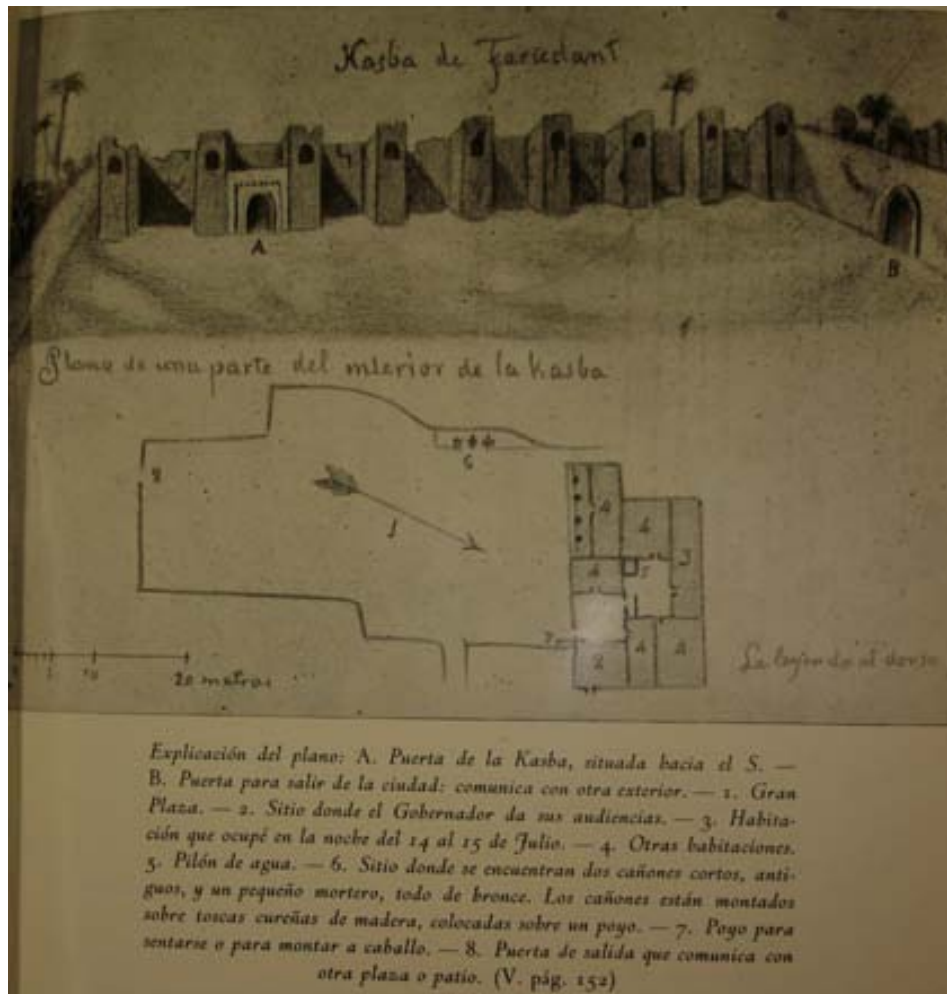 Kasba de Tarudant
A
B
Plano de una parte del interior de la Kasba
8
6
1
4
4
3
4
5
7
2
4
4
20 metros
La leyenda al dorso
Explicación del plano: A. Puerta de la Kasba, situada hacia el S. —
B. Puerta para salir de la ciudad: comunica con otra exterior. — 1. Gran
Plaza. — 2. Sitio donde el Gobernador da sus audiencias. — 3. Habita-
ción que ocupé en la noche del 14 al 15 de Julio. — 4. Otras habitaciones.
5. Pilón de agua. — 6. Sitio donde se encuentran dos cañones cortos, anti-
guos, y un pequeño mortero, todo de bronce. Los cañones están montados
sobre toscas cureñas de madera, colocadas sobre un poyo. — 7. Poyo para
sentarse o para montar a caballo. — 8. Puerta de salida que comunica con
otra plaza o patio. (V. pág. 152)